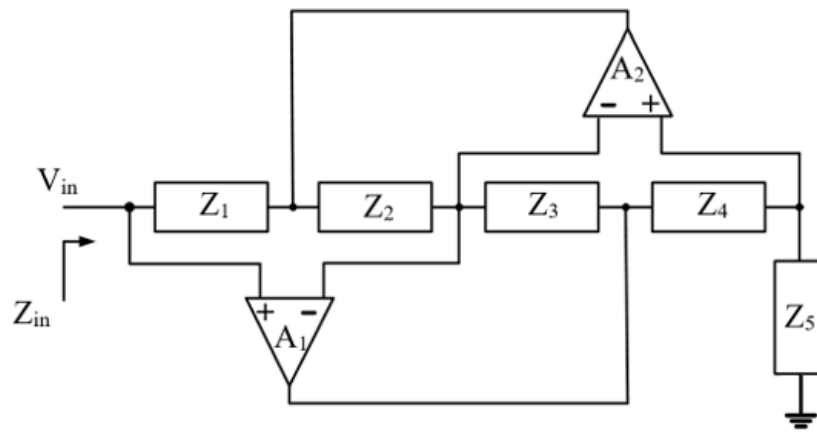 A₂
- +
Vᵢₙ
Z₁ Z₂ Z₃ Z₄
Zᵢₙ
+ -
A₁
Z₅